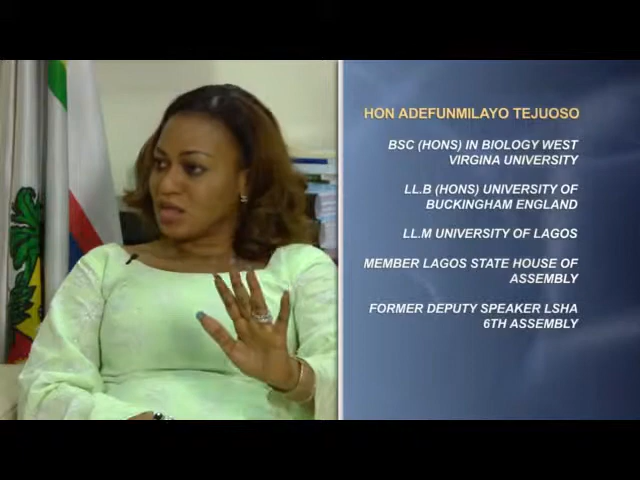 HON ADEFUNMILAYO TEJUOSO
BSC (HONS) IN BIOLOGY WEST
VIRGINA UNIVERSITY
LL.B (HONS) UNIVERSITY OF
BUCKINGHAM ENGLAND
LL.M UNIVERSITY OF LAGOS
MEMBER LAGOS STATE HOUSE OF
ASSEMBLY
FORMER DEPUTY SPEAKER LSHA
6TH ASSEMBLY